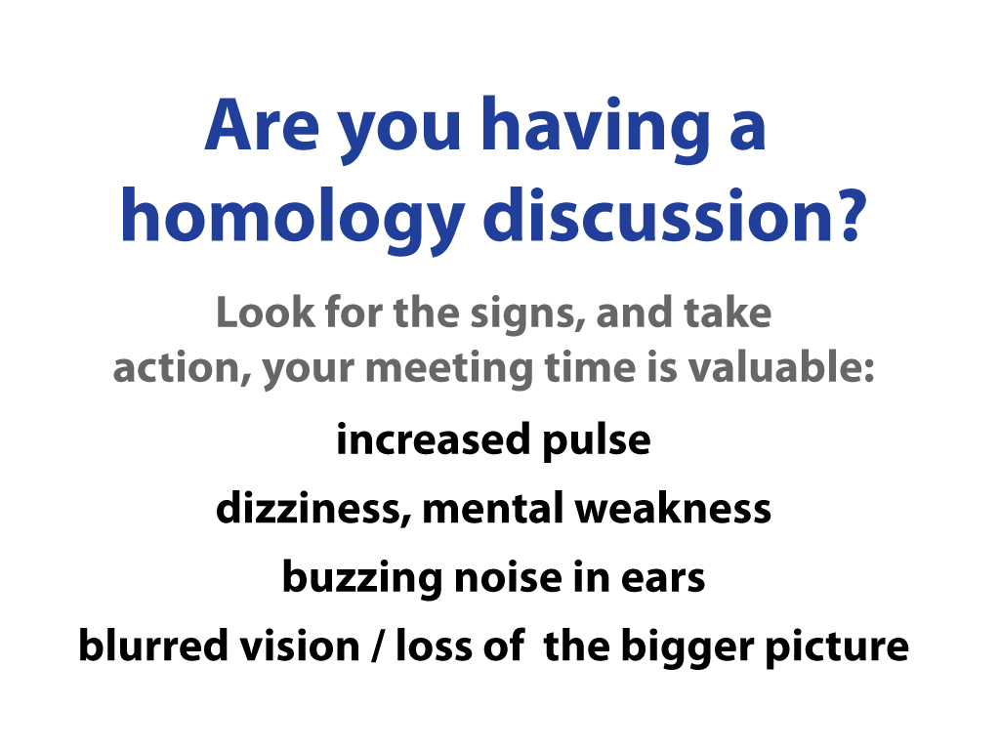 Are you having a
homology discussion?
Look for the signs, and take
action, your meeting time is valuable:
increased pulse
dizziness, mental weakness
buzzing noise in ears
blurred vision / loss of  the bigger picture